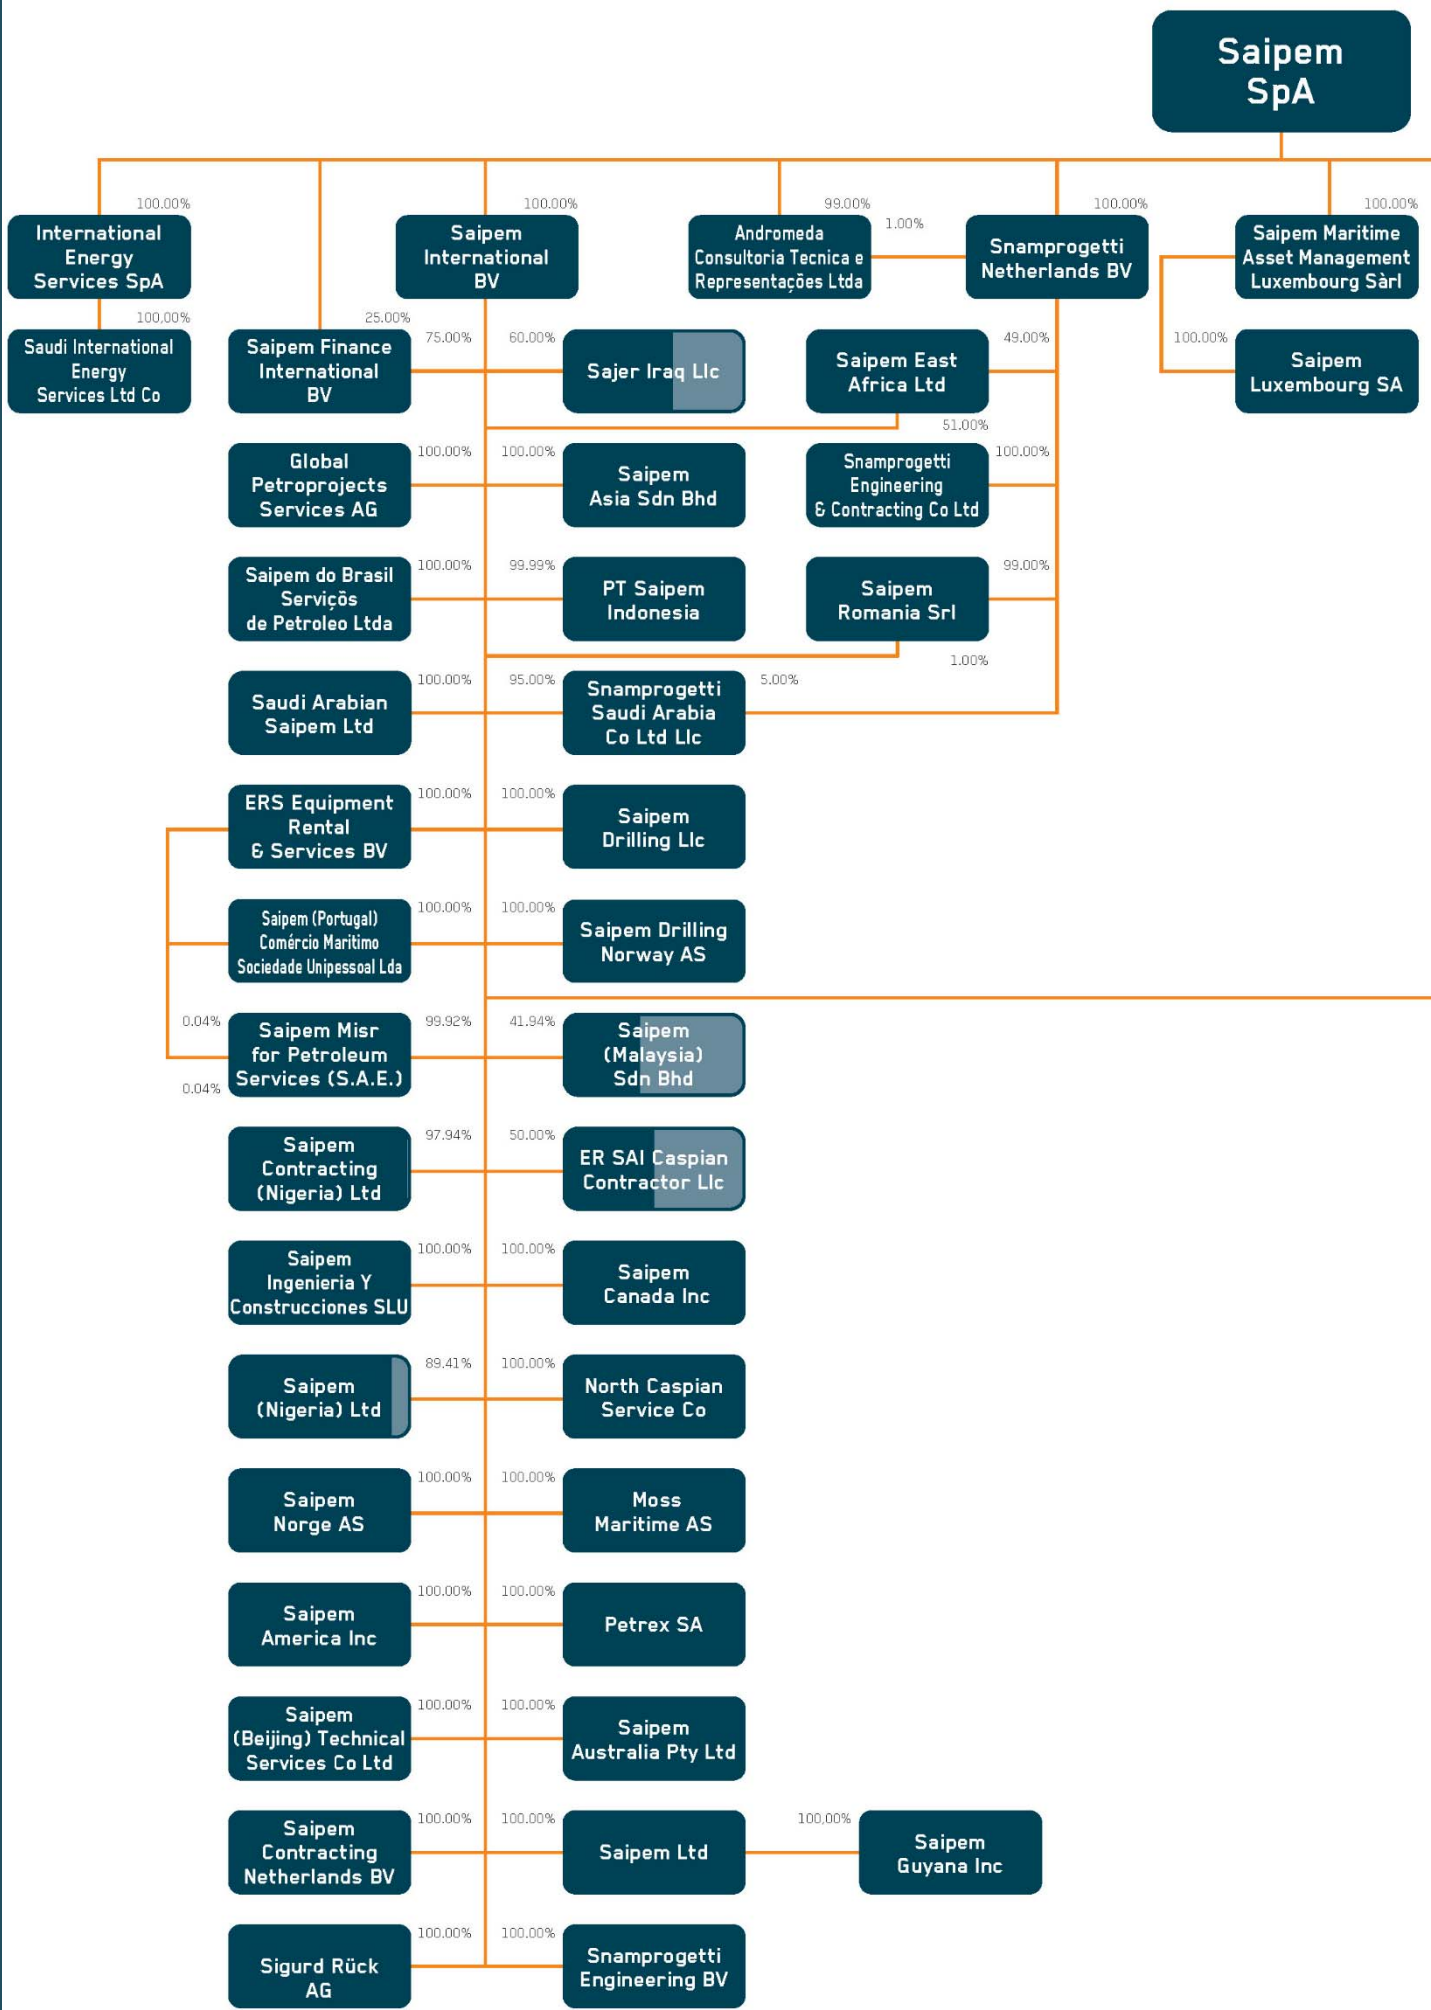 Saipem
SpA
100.00%
100.00%
99.00%
1.00%
100.00%
100.00%
International
Energy
Services SpA
Saipem
International
BV
Andromeda
Consultoria Tecnica e
Representações Ltda
Snamprogetti
Netherlands BV
Saipem Maritime
Asset Management
Luxembourg Sàrl
100,00%
25.00%
75.00%
60.00%
49.00%
100.00%
Saudi International
Energy
Services Ltd Co
Saipem Finance
International
BV
Sajer Iraq Llc
Saipem East
Africa Ltd
Saipem
Luxembourg SA
51.00%
100.00%
100.00%
100.00%
Global
Petroprojects
Services AG
Saipem
Asia Sdn Bhd
Snamprogetti
Engineering
& Contracting Co Ltd
100.00%
99.99%
99.00%
Saipem do Brasil
Serviçõs
de Petroleo Ltda
PT Saipem
Indonesia
Saipem
Romania Srl
1.00%
100.00%
95.00%
5.00%
Saudi Arabian
Saipem Ltd
Snamprogetti
Saudi Arabia
Co Ltd Llc
100.00%
100.00%
ERS Equipment
Rental
& Services BV
Saipem
Drilling Llc
100.00%
100.00%
Saipem (Portugal)
Comércio Maritimo
Sociedade Unipessoal Lda
Saipem Drilling
Norway AS
0.04%
99.92%
41.94%
Saipem Misr
for Petroleum
Services (S.A.E.)
Saipem
(Malaysia)
Sdn Bhd
0.04%
97.94%
50.00%
Saipem
Contracting
(Nigeria) Ltd
ER SAI Caspian
Contractor Llc
100.00%
100.00%
Saipem
Ingenieria Y
Construcciones SLU
Saipem
Canada Inc
89.41%
100.00%
Saipem
(Nigeria) Ltd
North Caspian
Service Co
100.00%
100.00%
Saipem
Norge AS
Moss
Maritime AS
100.00%
100.00%
Saipem
America Inc
Petrex SA
100.00%
100.00%
Saipem
(Beijing) Technical
Services Co Ltd
Saipem
Australia Pty Ltd
100.00%
100.00%
100,00%
Saipem
Contracting
Netherlands BV
Saipem Ltd
Saipem
Guyana Inc
100.00%
100.00%
Sigurd Rück
AG
Snamprogetti
Engineering BV